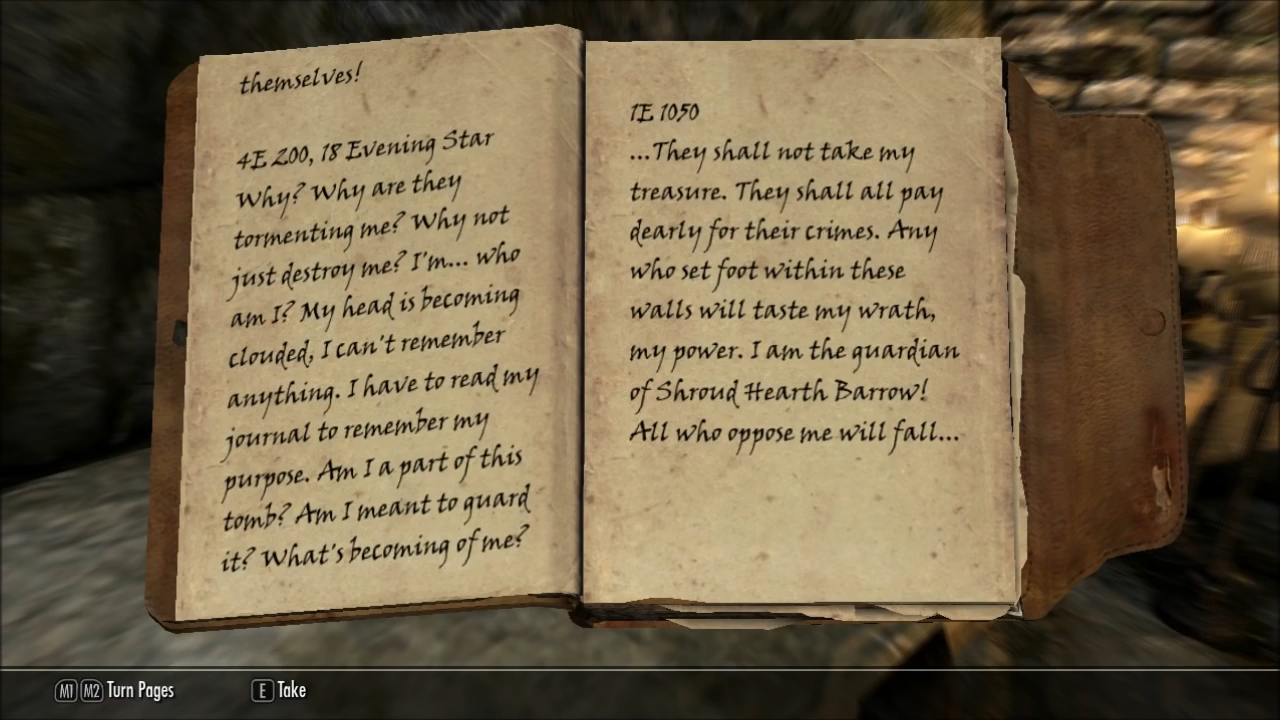 themselves!
4E 200, 18 Evening Star
Why? Why are they
tormenting me? Why not
just destroy me? I'm... who
am I? My head is becoming
clouded, I can't remember
anything. I have to read my
journal to remember my
purpose. Am I a part of this
tomb? Am I meant to guard
it? What's becoming of me?
1E 1050
...They shall not take my
treasure. They shall all pay
dearly for their crimes. Any
who set foot within these
walls will taste my wrath,
my power. I am the guardian
of Shroud Hearth Barrow!
All who oppose me will fall...
M1 M2 Turn Pages
E Take